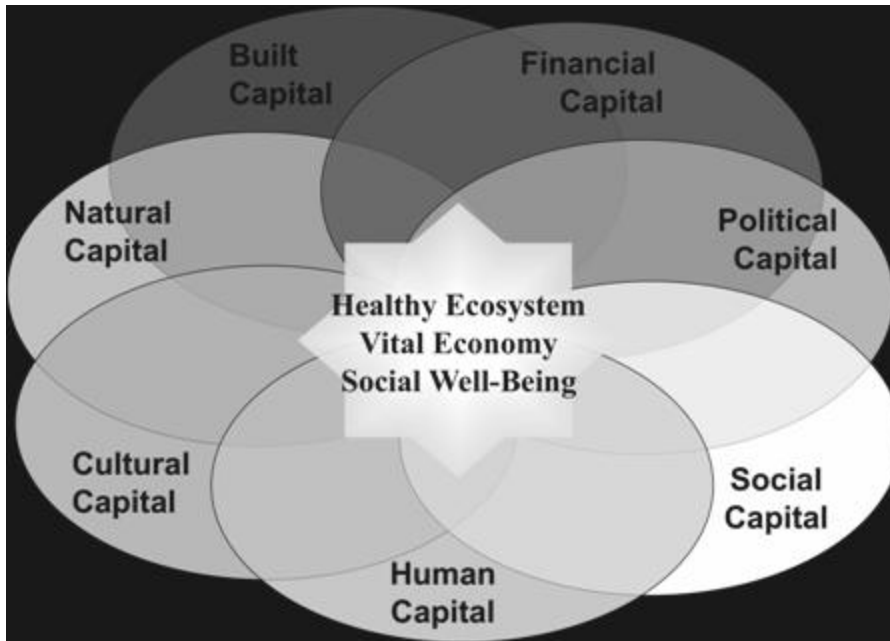 Built
Capital
Financial
Capital
Natural
Capital
Political
Capital
Healthy Ecosystem
Vital Economy
Social Well-Being
Cultural
Capital
Social
Capital
Human
Capital